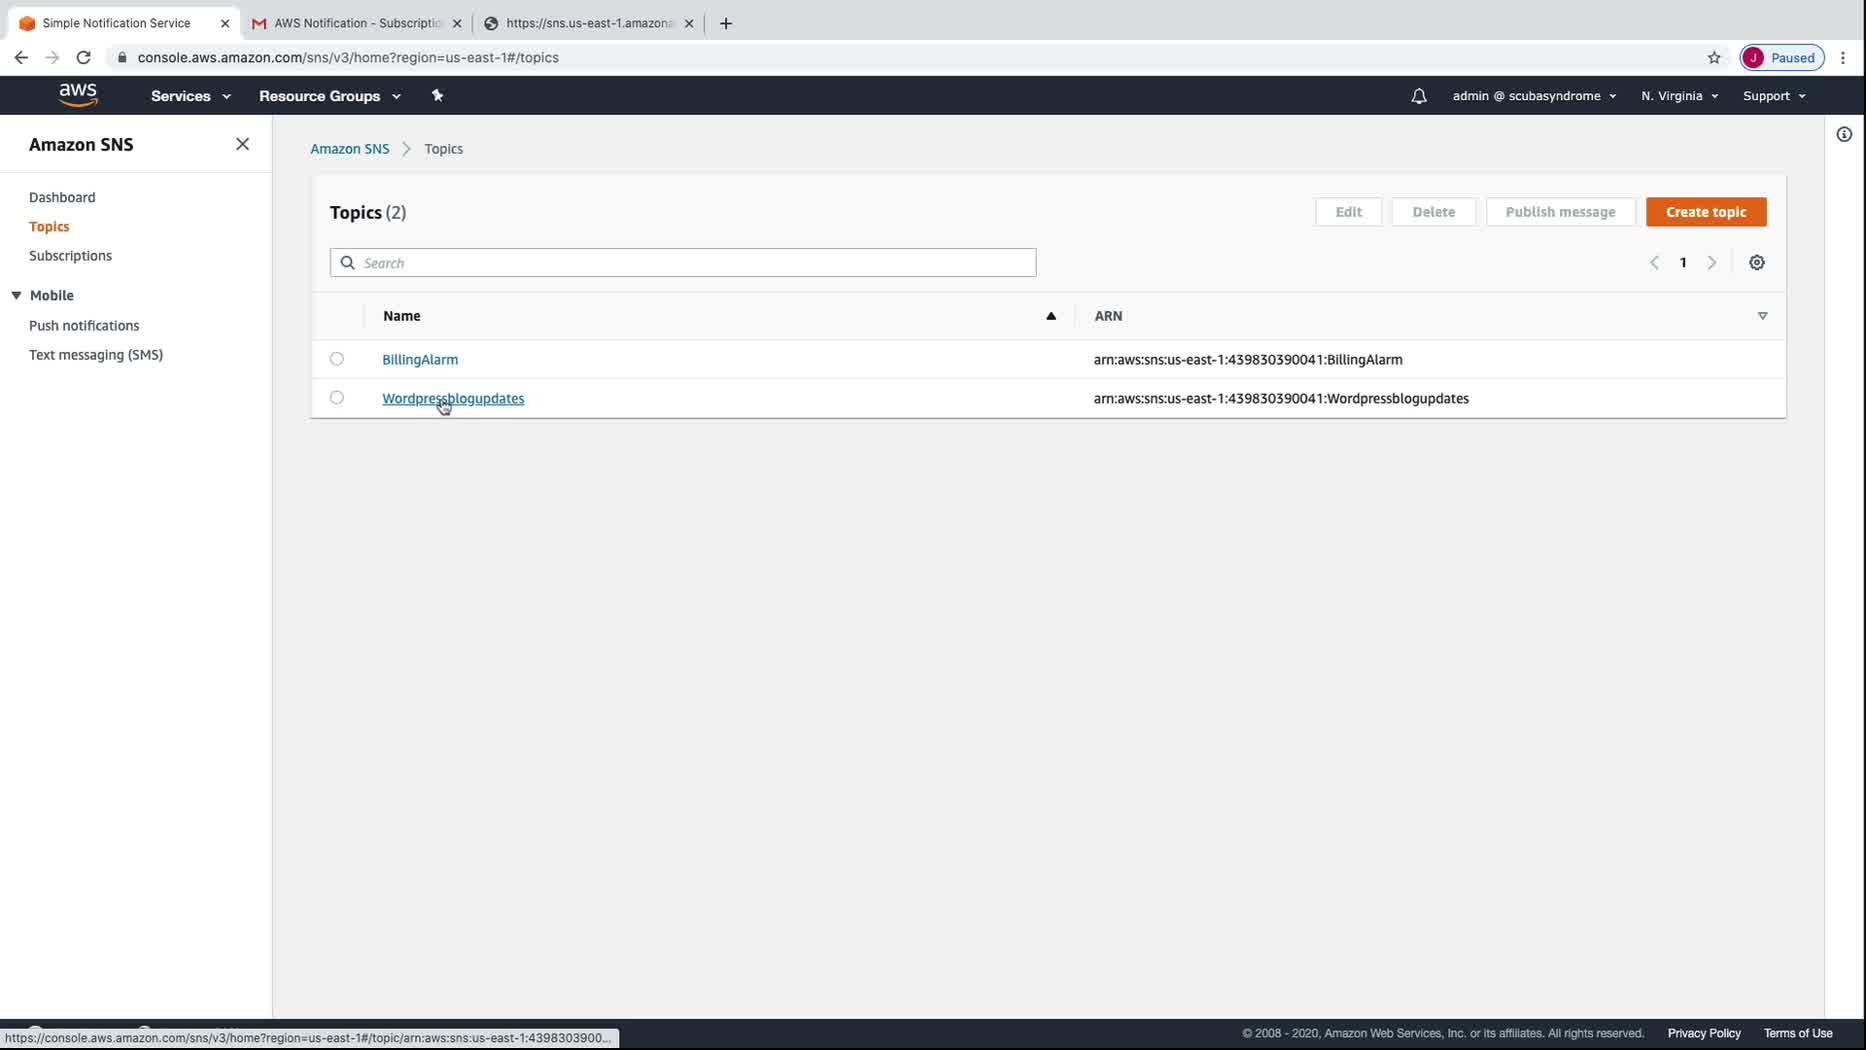 Simple Notification Service
AWS Notification - Subscriptio
https://sns.us-east-1.amazona
console.aws.amazon.com/sns/v3/home?region=us-east-1#/topics
J Paused
aws
Services
Resource Groups
admin @ scubasyndrome
N. Virginia
Support
Amazon SNS
Dashboard
Topics
Subscriptions
Mobile
Push notifications
Text messaging (SMS)
Amazon SNS > Topics
Topics (2)
Edit
Delete
Publish message
Create topic
Search
1
Name
ARN
BillingAlarm
arn:aws:sns:us-east-1:439830390041:BillingAlarm
Wordpressblogupdates
arn:aws:sns:us-east-1:439830390041:Wordpressblogupdates
https://console.aws.amazon.com/sns/v3/home?region=us-east-1#/topic/arn:aws:sns:us-east-1:4398303900...
© 2008 - 2020, Amazon Web Services, Inc. or its affiliates. All rights reserved.
Privacy Policy
Terms of Use